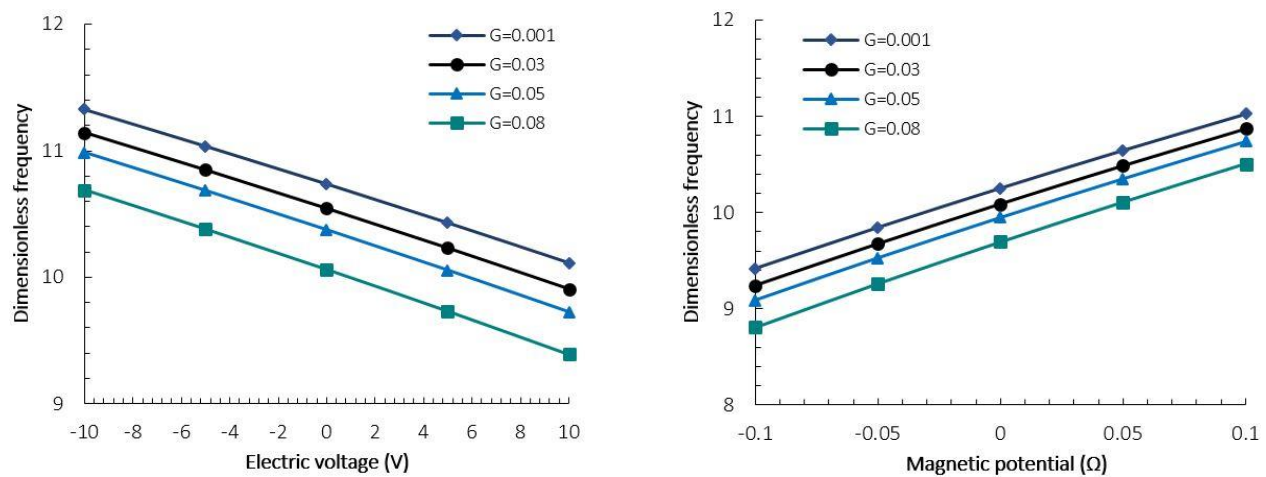 12
11
10
9
Dimensionless frequency
G=0.001
G=0.03
G=0.05
G=0.08
-10 -8 -6 -4 -2 0 2 4 6 8 10
Electric voltage (V)
12
11
10
9
8
Dimensionless frequency
G=0.001
G=0.03
G=0.05
G=0.08
-0.1 -0.05 0 0.05 0.1
Magnetic potential (Ω)